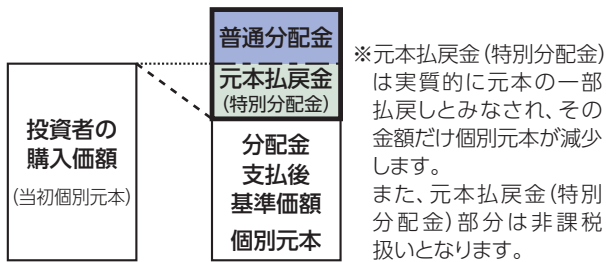 投資者の
購入価額
(当初個別元本)
普通分配金
元本払戻金
(特別分配金)
分配金
支払後
基準価額
個別元本
※元本払戻金(特別分配金)
は実質的に元本の一部
払戻しとみなされ、その
金額だけ個別元本が減少
します。
また、元本払戻金(特別
分配金)部分は非課税
扱いとなります。